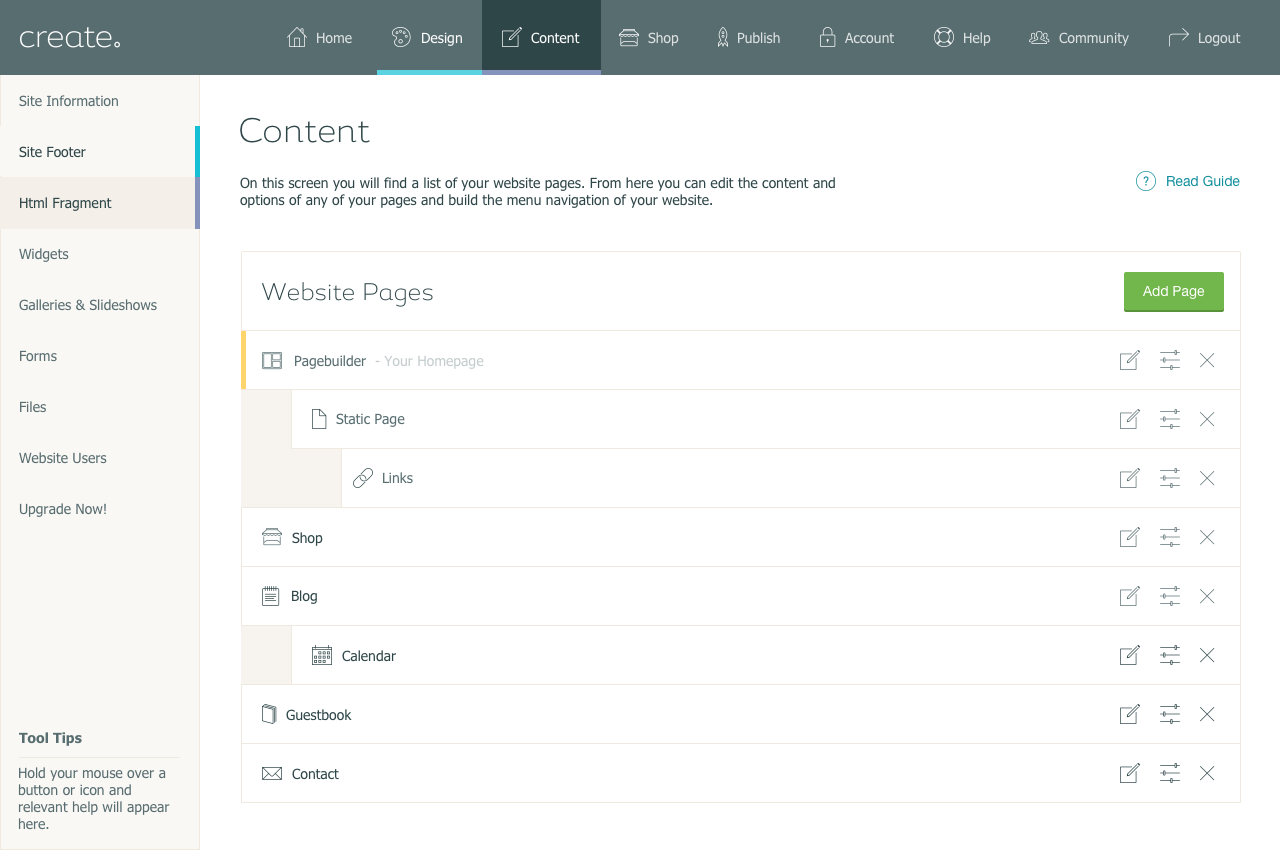 create.
Home
Design
Content
Shop
Publish
Account
Help
Community
Logout
Site Information
Site Footer
Html Fragment
Widgets
Galleries & Slideshows
Forms
Files
Website Users
Upgrade Now!
Tool Tips
Hold your mouse over a
button or icon and
relevant help will appear
here.
Content
On this screen you will find a list of your website pages. From here you can edit the content and
options of any of your pages and build the menu navigation of your website.
? Read Guide
Website Pages
Add Page
Pagebuilder - Your Homepage
Static Page
Links
Shop
Blog
Calendar
Guestbook
Contact